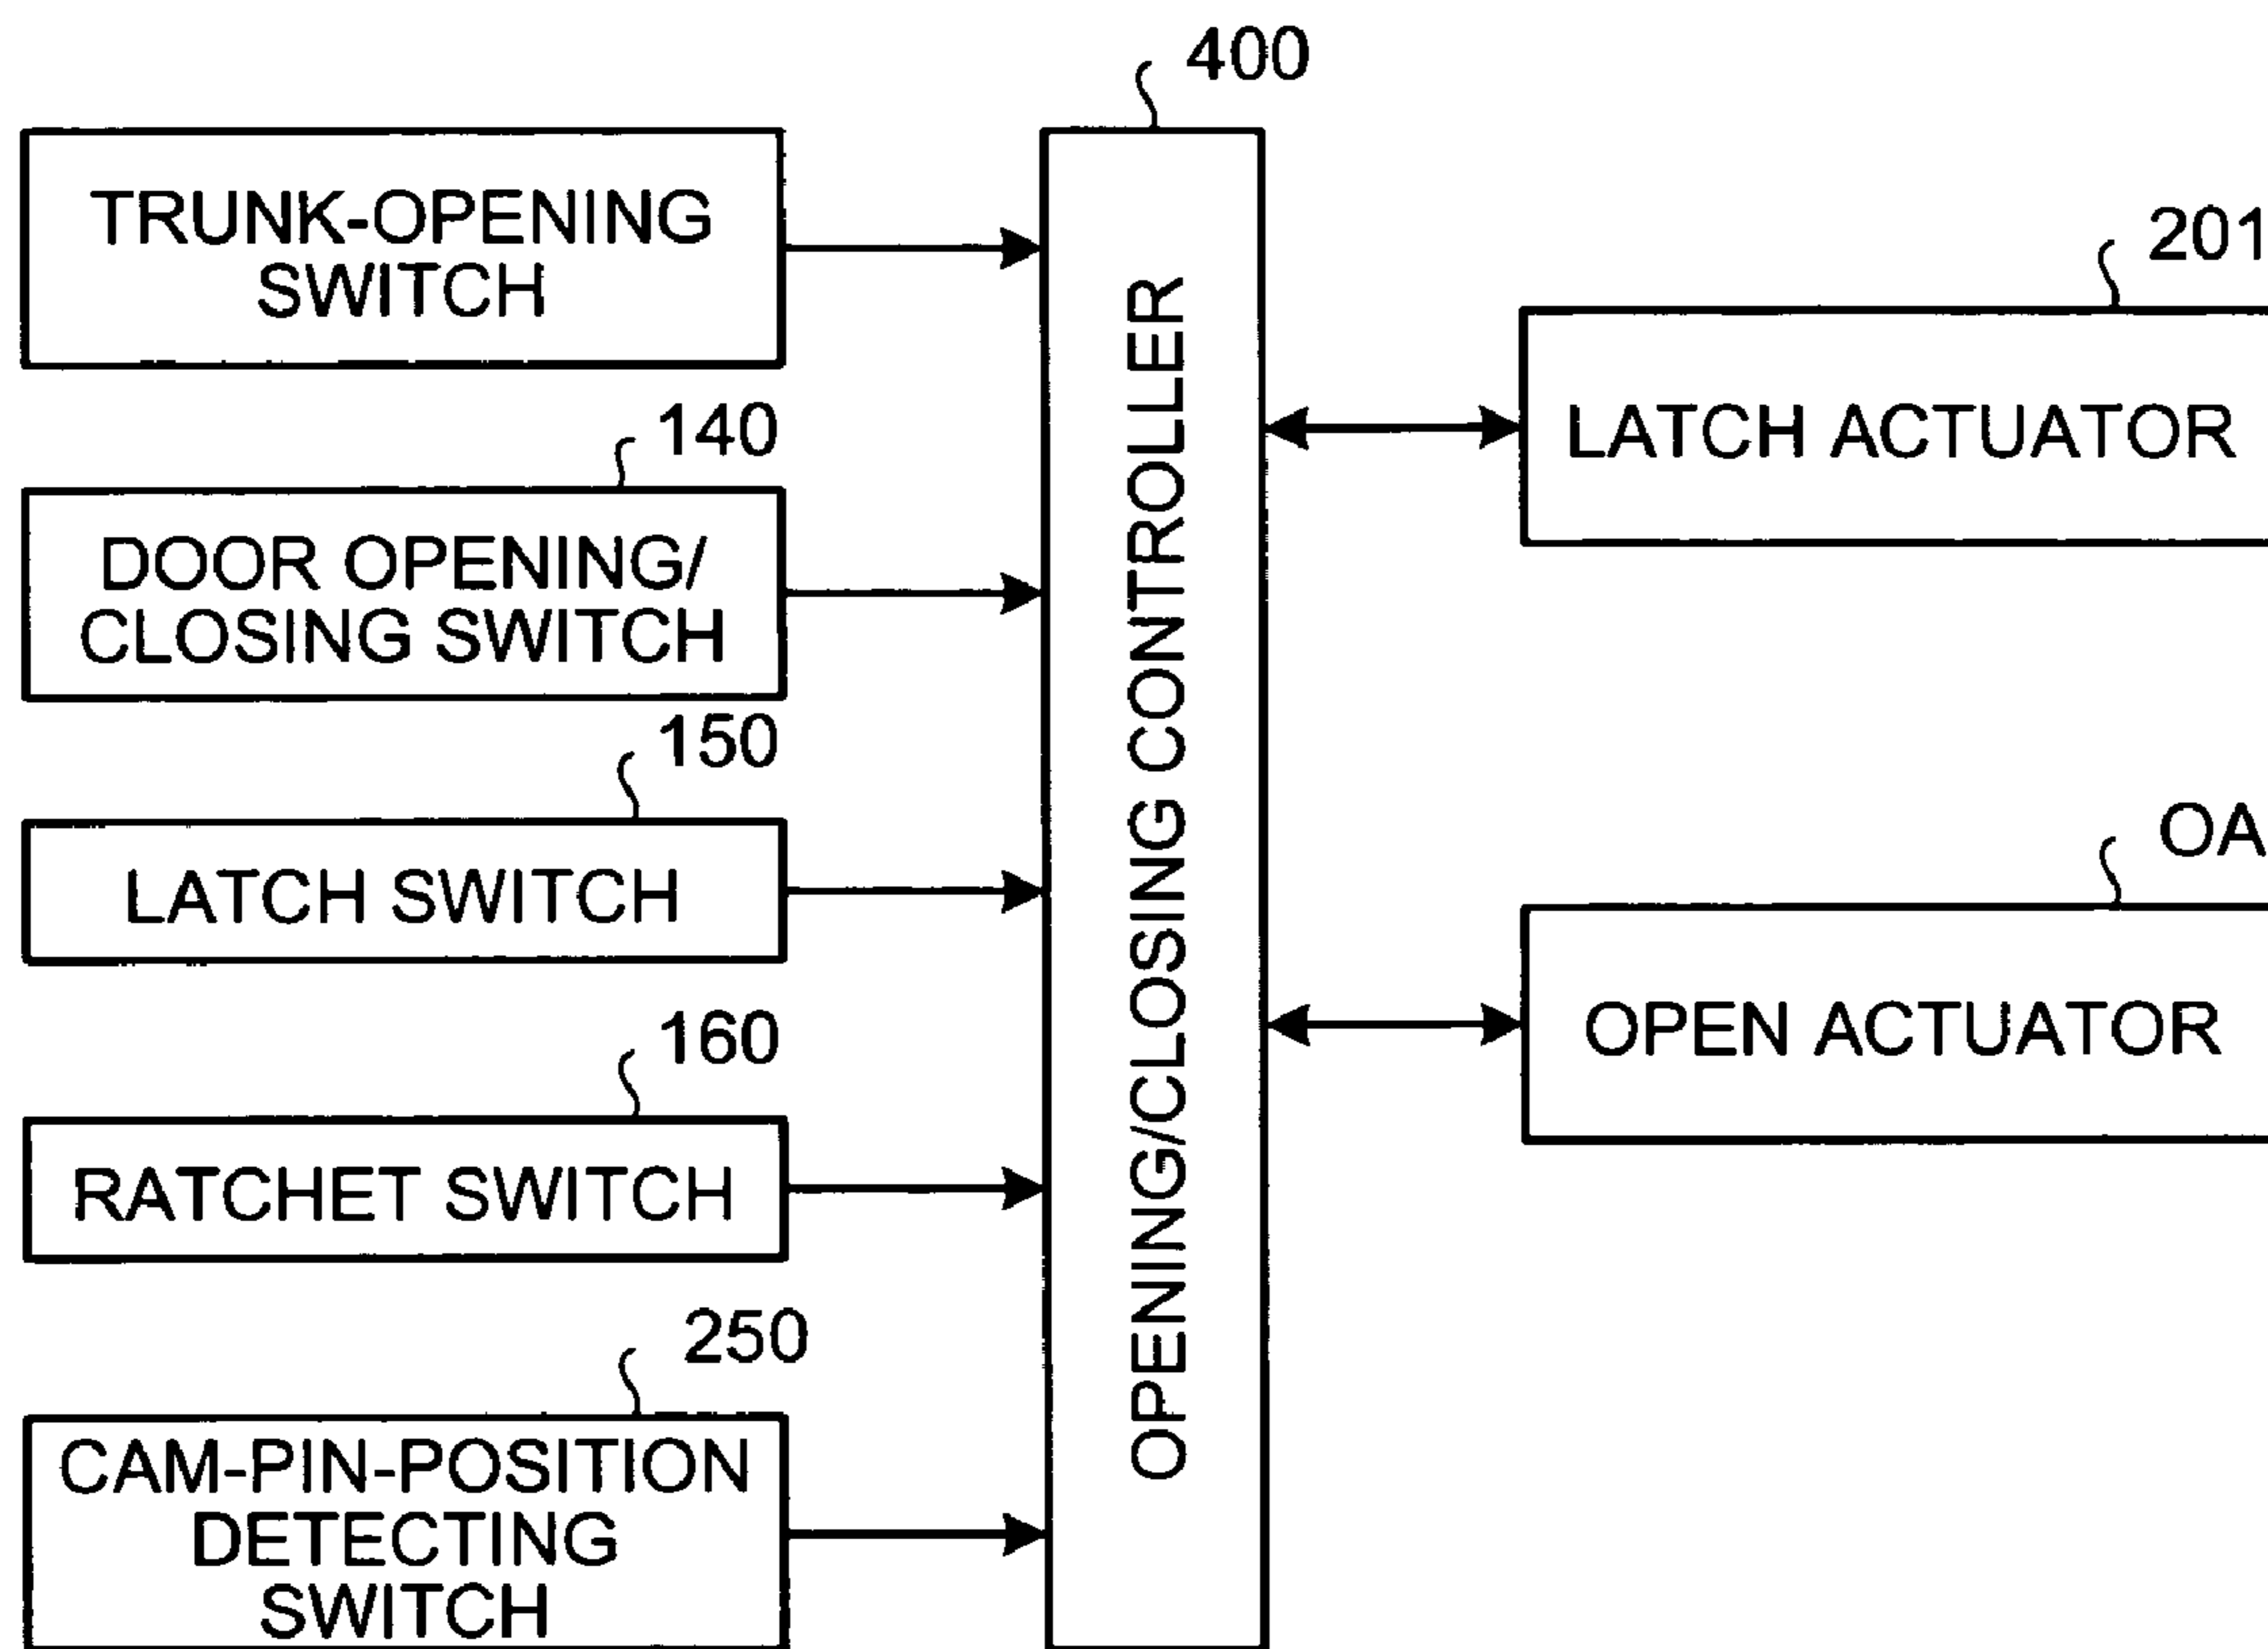 400
TRUNK-OPENING
SWITCH
140
DOOR OPENING/
CLOSING SWITCH
150
LATCH SWITCH
160
RATCHET SWITCH
250
CAM-PIN-POSITION
DETECTING
SWITCH
OPENING/CLOSING CONTROLLER
201
LATCH ACTUATOR
OA
OPEN ACTUATOR